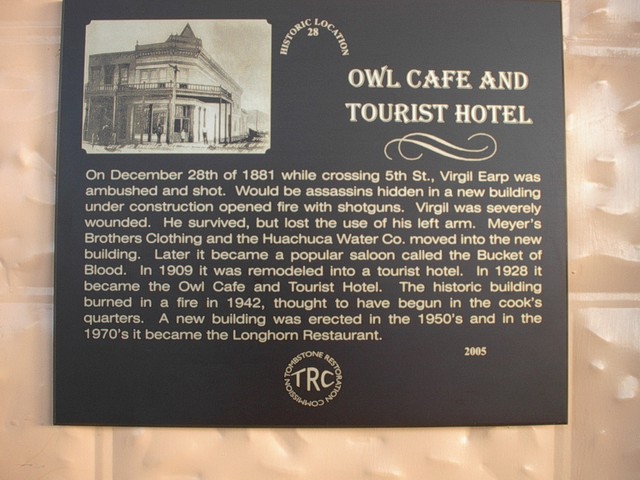 HISTORIC LOCATION
28
OWL CAFE AND
TOURIST HOTEL
On December 28th of 1881 while crossing 5th St., Virgil Earp was
ambushed and shot. Would be assassins hidden in a new building
under construction opened fire with shotguns. Virgil was severely
wounded. He survived, but lost the use of his left arm. Meyer's
Brothers Clothing and the Huachuca Water Co. moved into the new
building. Later it became a popular saloon called the Bucket of
Blood. In 1909 it was remodeled into a tourist hotel. In 1928 it
became the Owl Cafe and Tourist Hotel. The historic building
burned in a fire in 1942, thought to have begun in the cook's
quarters. A new building was erected in the 1950's and in the
1970's it became the Longhorn Restaurant.
2005
TOMBSTONE RESTORATION COMMISSION
TRC